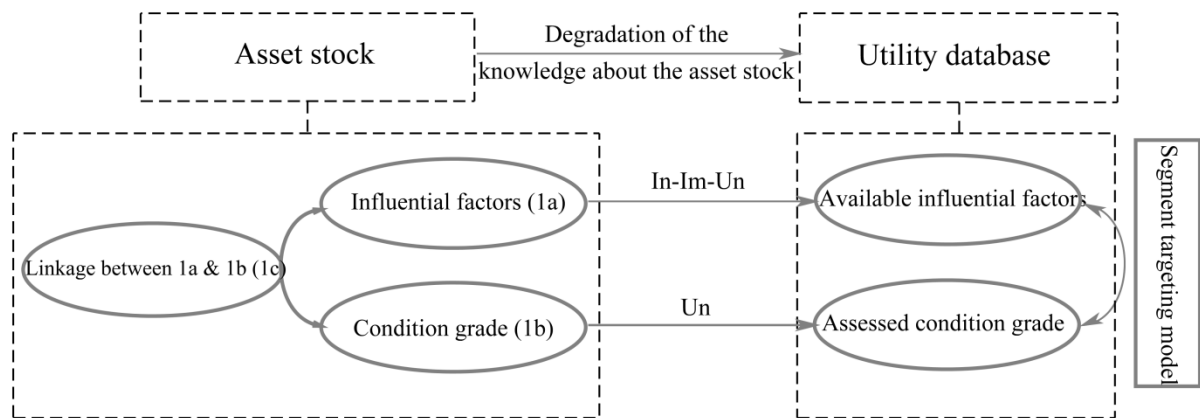 Asset stock
Degradation of the
knowledge about the asset stock
Utility database
Influential factors (1a)
In-Im-Un
Available influential factors
Linkage between 1a & 1b (1c)
Condition grade (1b)
Un
Assessed condition grade
Segment targeting model